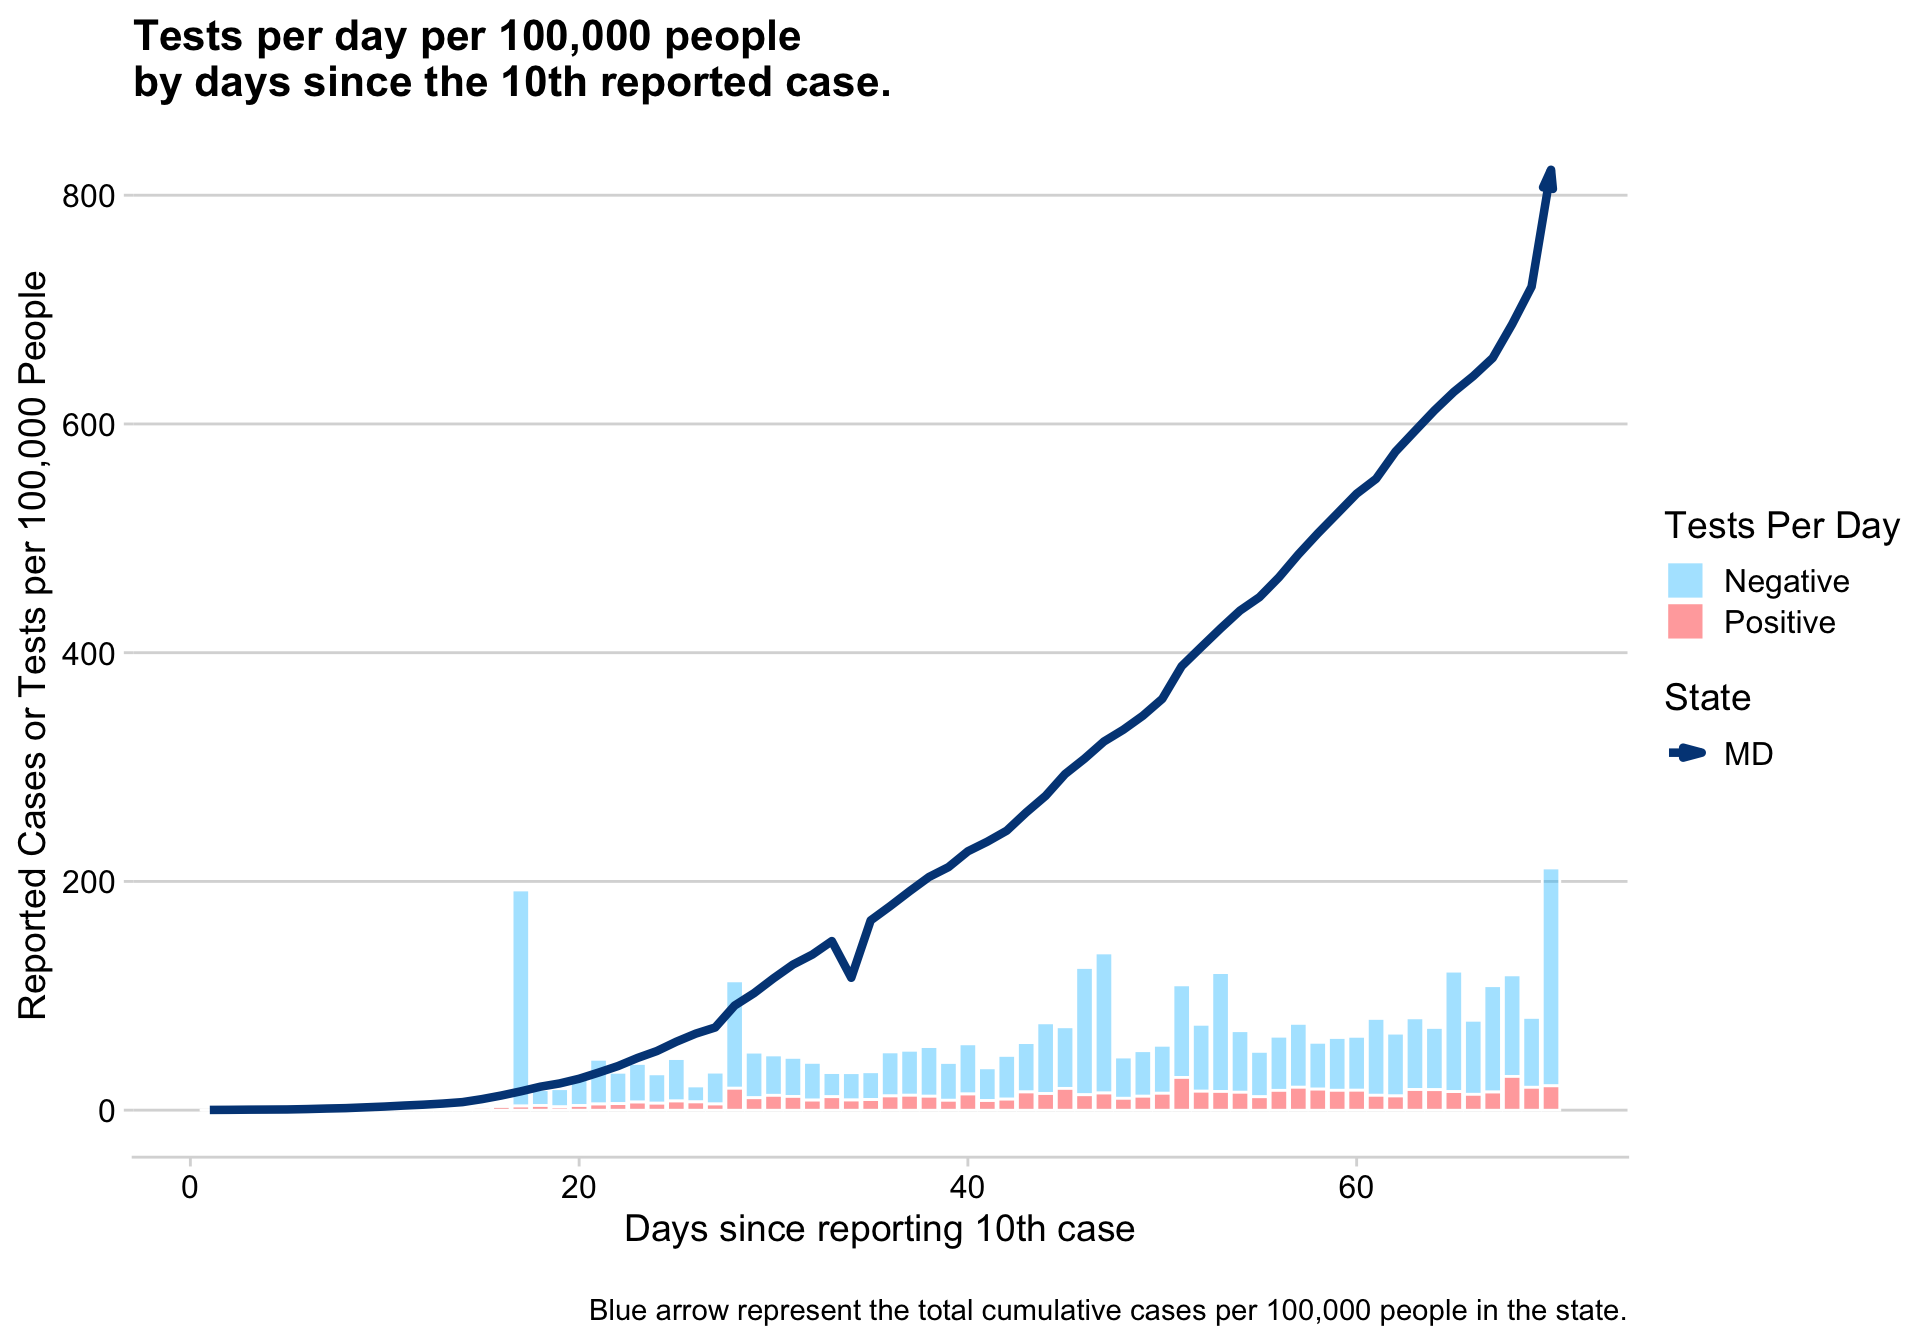 Tests per day per 100,000 people
by days since the 10th reported case.
Reported Cases or Tests per 100,000 People
800
600
400
200
0
0
20
40
60
Days since reporting 10th case
Tests Per Day
Negative
Positive
State
MD
Blue arrow represent the total cumulative cases per 100,000 people in the state.